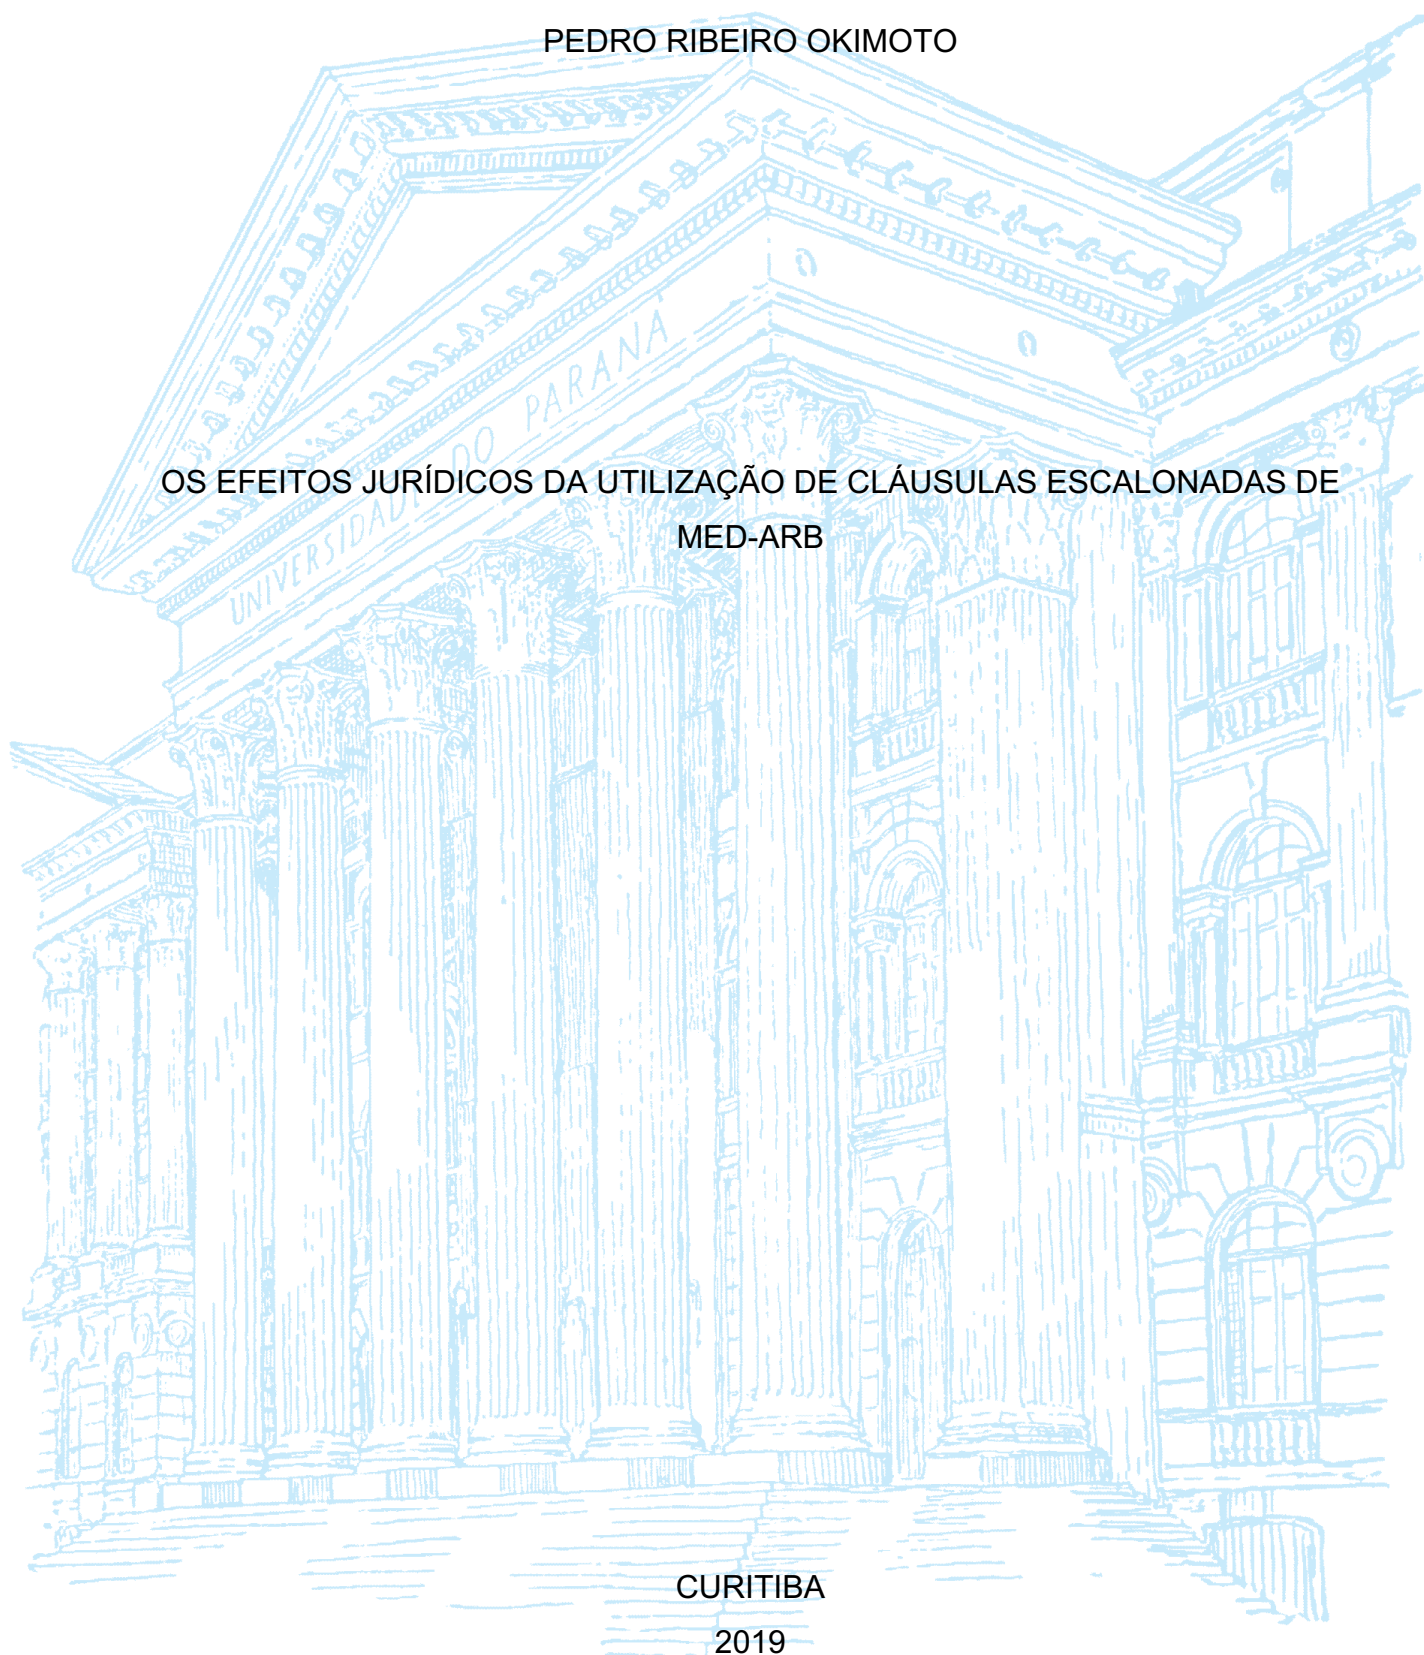 PEDRO RIBEIRO OKIMOTO
UNIVERSIDADE DO PARANÁ
OS EFEITOS JURÍDICOS DA UTILIZAÇÃO DE CLÁUSULAS ESCALONADAS DE
MED-ARB
CURITIBA
2019